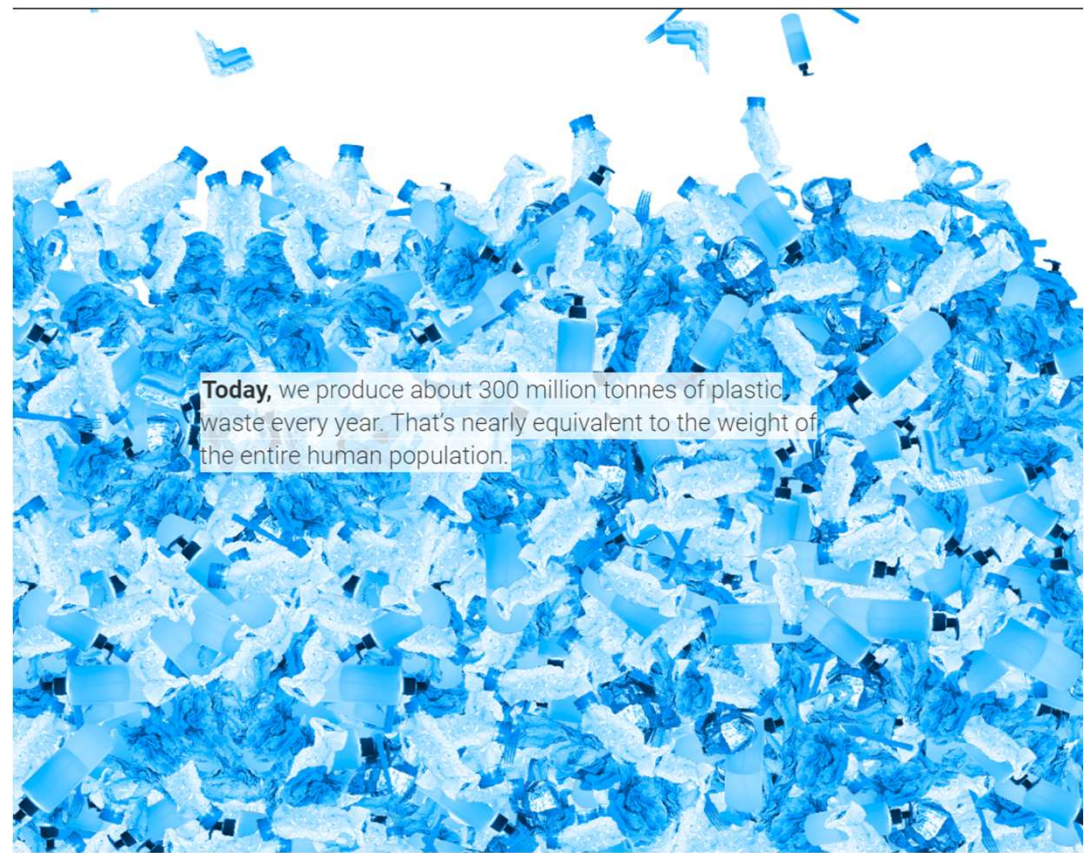 Today, we produce about 300 million tonnes of plastic
waste every year. That's nearly equivalent to the weight of
the entire human population.